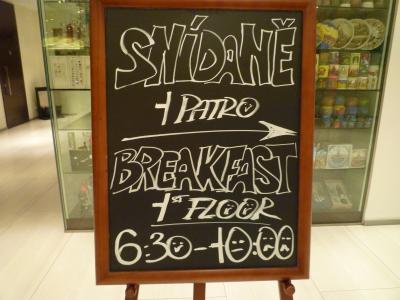 SNÍDANĚ
1 PATRO
BREAKFAST
1ST FLOOR
6:30-10:00